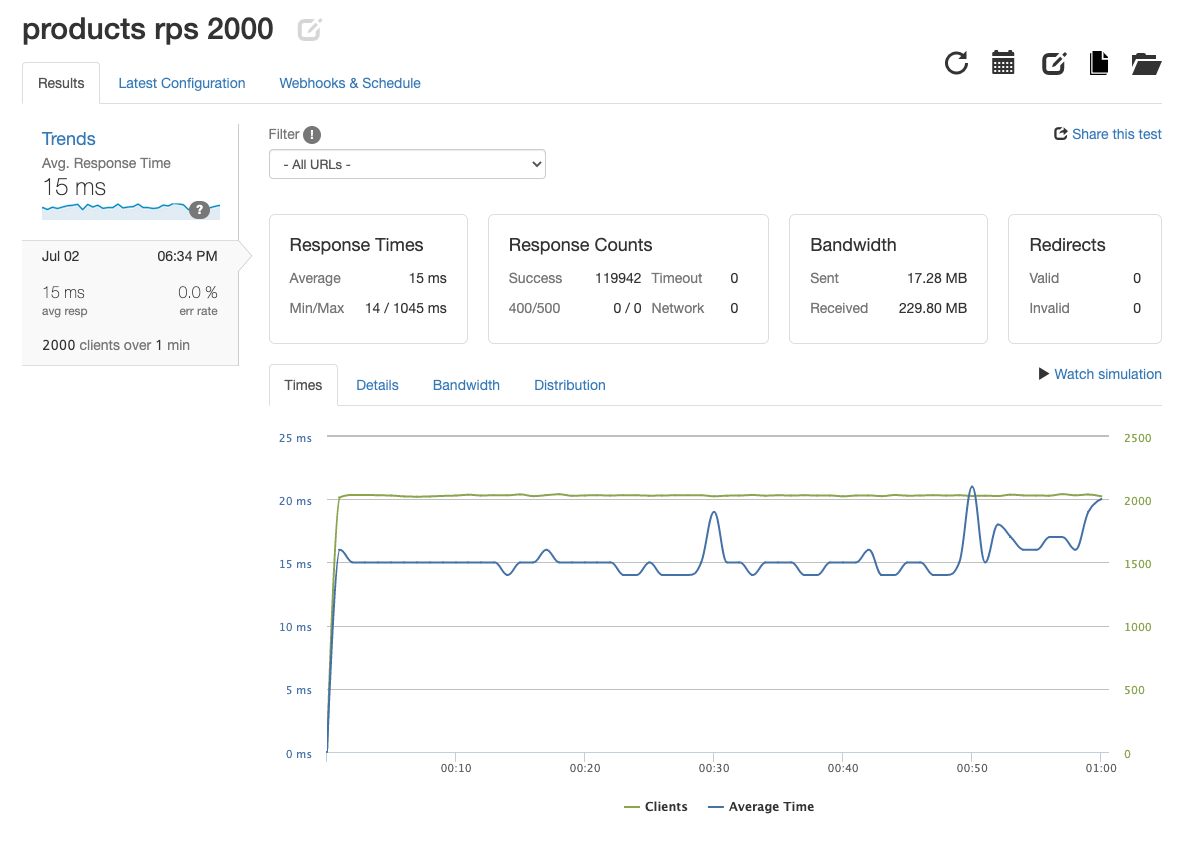 products rps 2000
Results Latest Configuration Webhooks & Schedule
Trends
Avg. Response Time
15 ms
?
Jul 02 06:34 PM
15 ms 0.0 %
avg resp err rate
2000 clients over 1 min
Filter !
Share this test
- All URLs -
Response Times
Average 15 ms
Min/Max 14 / 1045 ms
Response Counts
Success 119942 Timeout 0
400/500 0 / 0 Network 0
Bandwidth
Sent 17.28 MB
Received 229.80 MB
Redirects
Valid 0
Invalid 0
Times Details Bandwidth Distribution
Watch simulation
25 ms 2500
20 ms 2000
15 ms 1500
10 ms 1000
5 ms 500
0 ms 0
00:10 00:20 00:30 00:40 00:50 01:00
Clients Average Time